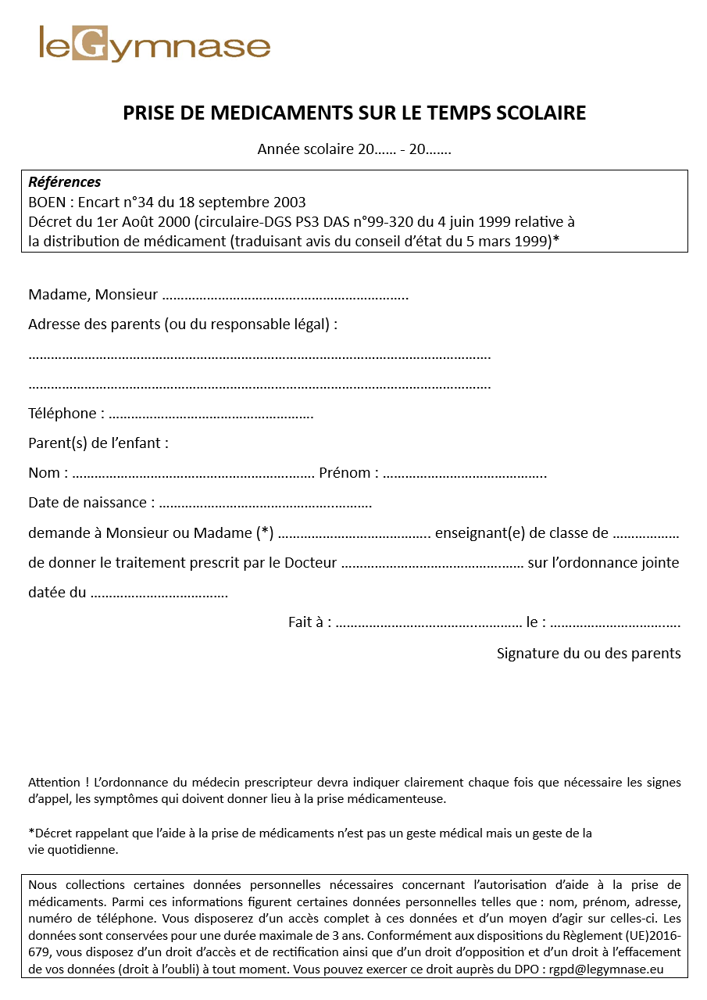 leGymnase
PRISE DE MEDICAMENTS SUR LE TEMPS SCOLAIRE
Année scolaire 20…… - 20…….
Références
BOEN : Encart n°34 du 18 septembre 2003
Décret du 1er Août 2000 (circulaire-DGS PS3 DAS n°99-320 du 4 juin 1999 relative à
la distribution de médicament (traduisant avis du conseil d’état du 5 mars 1999)*
Madame, Monsieur …………………………………………………………..
Adresse des parents (ou du responsable légal) :
…………………………………………………………………………………………………………….
…………………………………………………………………………………………………………….
Téléphone : ……………………………………………….
Parent(s) de l’enfant :
Nom : ……………………………………………………….. Prénom : ……………………………………..
Date de naissance : …………………………………………………
demande à Monsieur ou Madame (*) ………………………………….. enseignant(e) de classe de ………………
de donner le traitement prescrit par le Docteur ………………………………………… sur l’ordonnance jointe
datée du ……………………………….
Fait à : ………………………………………….. le : ……………………………..
Signature du ou des parents
Attention ! L’ordonnance du médecin prescripteur devra indiquer clairement chaque fois que nécessaire les signes
d’appel, les symptômes qui doivent donner lieu à la prise médicamenteuse.
*Décret rappelant que l’aide à la prise de médicaments n’est pas un geste médical mais un geste de la
vie quotidienne.
Nous collections certaines données personnelles nécessaires concernant l’autorisation d’aide à la prise de
médicaments. Parmi ces informations figurent certaines données personnelles telles que : nom, prénom, adresse,
numéro de téléphone. Vous disposerez d’un accès complet à ces données et d’un moyen d’agir sur celles-ci. Les
données sont conservées pour une durée maximale de 3 ans. Conformément aux dispositions du Règlement (UE)2016-
679, vous disposez d’un droit d’accès et de rectification ainsi que d’un droit d’opposition et d’un droit à l’effacement
de vos données (droit à l’oubli) à tout moment. Vous pouvez exercer ce droit auprès du DPO : rgpd@legymnase.eu